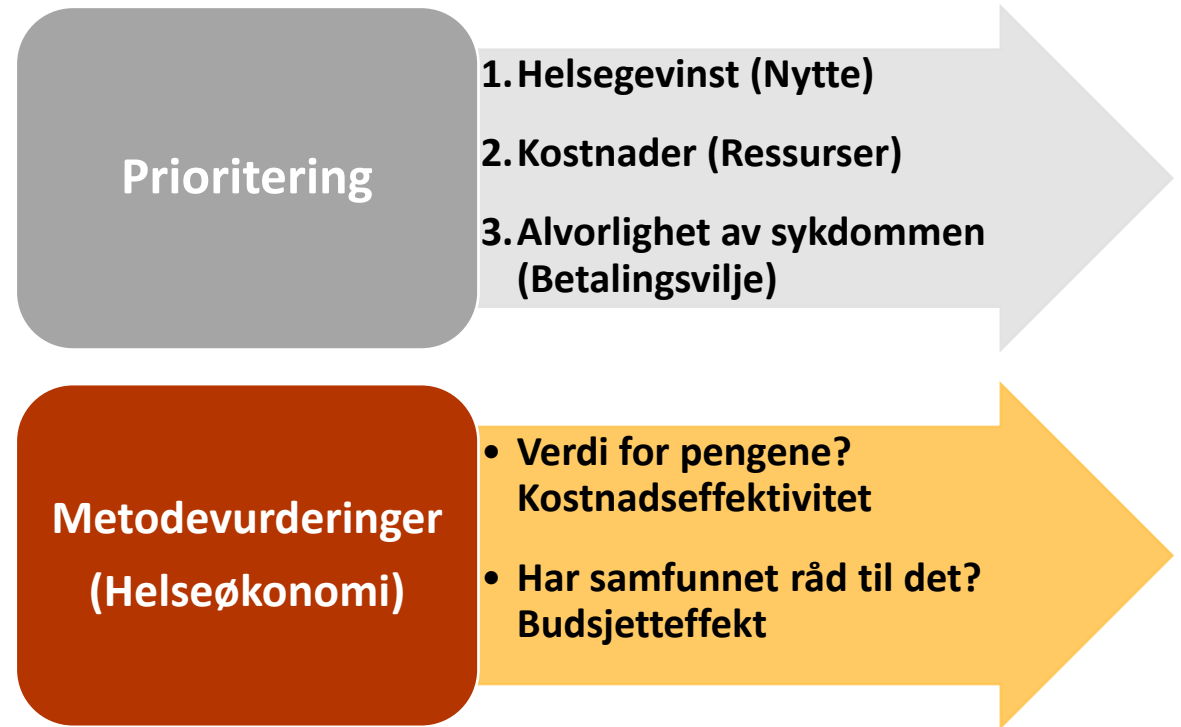 Prioritering
1. Helsegevinst (Nytte)
2. Kostnader (Ressurser)
3. Alvorlighet av sykdommen
(Betalingsvilje)
Metodevurderinger
(Helseøkonomi)
• Verdi for pengene?
Kostnadseffektivitet
• Har samfunnet råd til det?
Budsjetteffekt